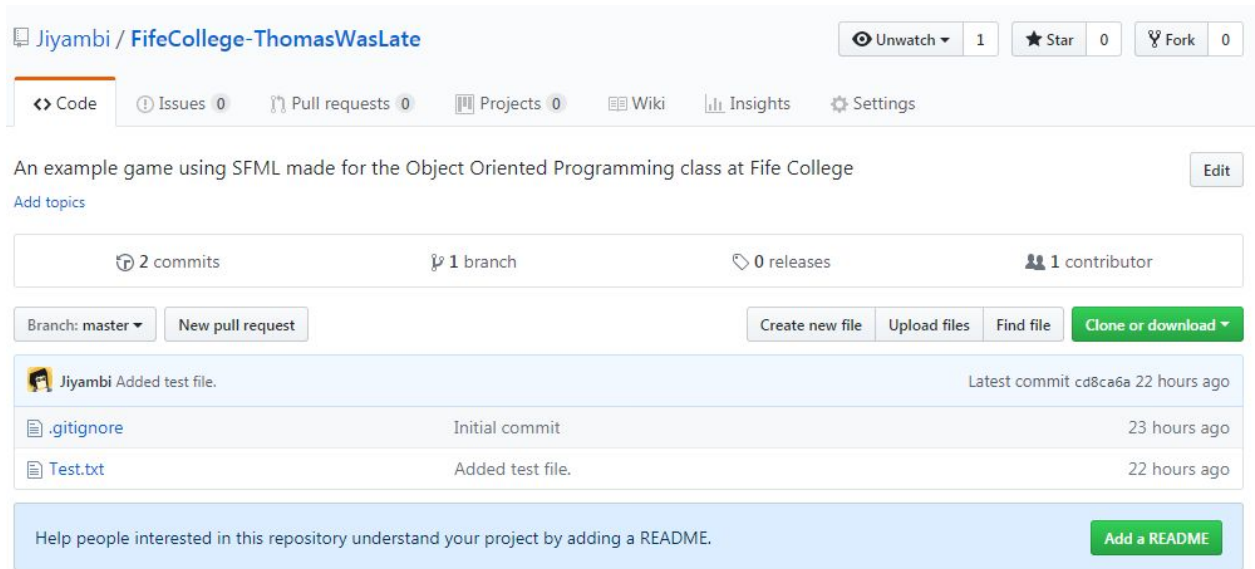 Jiyambi / FifeCollege-ThomasWasLate Unwatch 1 Star 0 Fork 0
Code Issues 0 Pull requests 0 Projects 0 Wiki Insights Settings
An example game using SFML made for the Object Oriented Programming class at Fife College Edit
Add topics
2 commits 1 branch 0 releases 1 contributor
Branch: master New pull request Create new file Upload files Find file Clone or download
Jiyambi Added test file. Latest commit cd8ca6a 22 hours ago
.gitignore Initial commit 23 hours ago
Test.txt Added test file. 22 hours ago
Help people interested in this repository understand your project by adding a README. Add a README